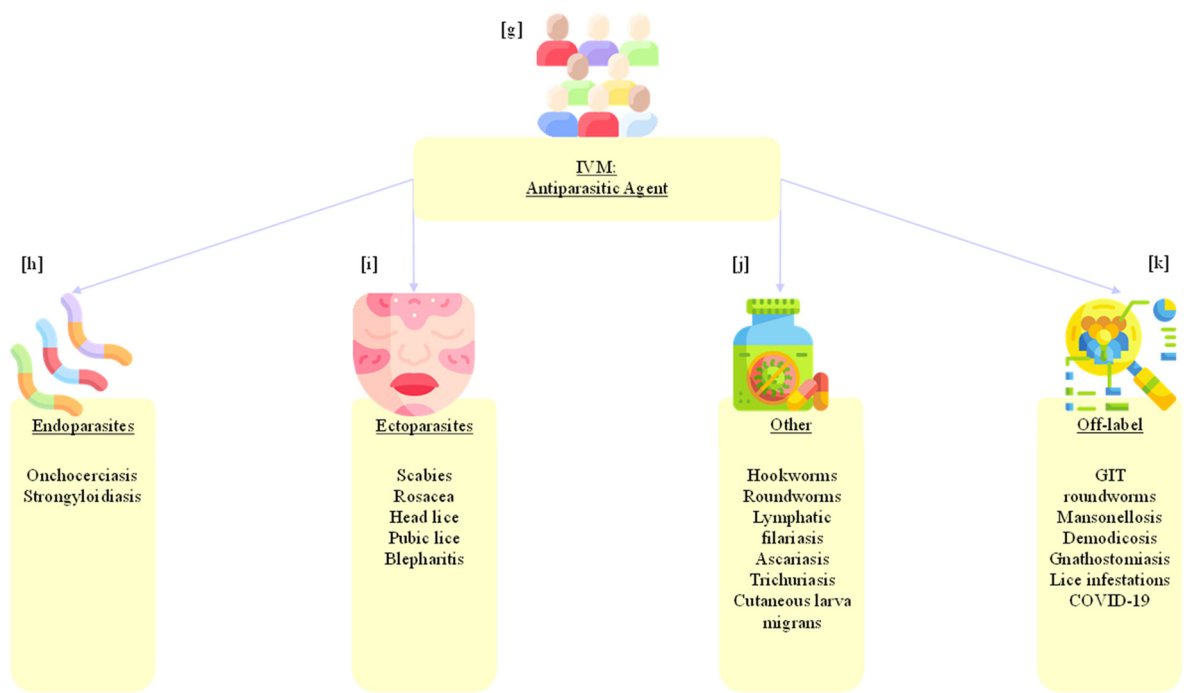 [g]
IVM:
Antiparasitic Agent
[h]
[i]
[j]
[k]
Endoparasites
Onchocerciasis
Strongyloidiasis
Ectoparasites
Scabies
Rosacea
Head lice
Pubic lice
Blepharitis
Other
Hookworms
Roundworms
Lymphatic
filariasis
Ascariasis
Trichuriasis
Cutaneous larva
migrans
Off-label
GIT
roundworms
Mansonellosis
Demodicosis
Gnathostomiasis
Lice infestations
COVID-19